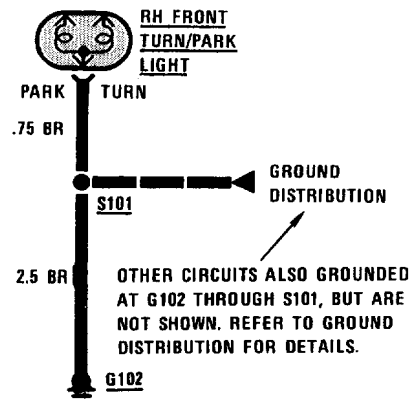 RH FRONT
TURN/PARK
LIGHT
PARK TURN
.75 BR
GROUND
DISTRIBUTION
S101
2.5 BR
OTHER CIRCUITS ALSO GROUNDED
AT G102 THROUGH S101, BUT ARE
NOT SHOWN. REFER TO GROUND
DISTRIBUTION FOR DETAILS.
G102